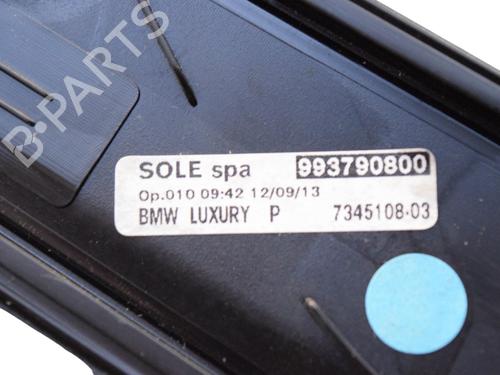 B-PARTS
SOLE spa 993790800
Op.010 09:42 12/09/13
BMW LUXURY P 7345108-03